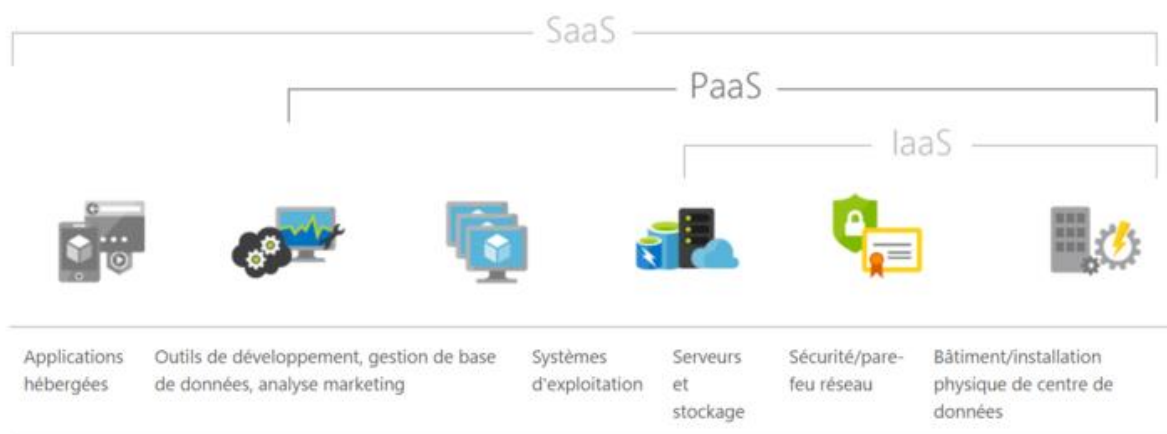 SaaS
PaaS
IaaS
Applications
hébergées
Outils de développement, gestion de base
de données, analyse marketing
Systèmes
d'exploitation
Serveurs
et
stockage
Sécurité/pare-
feu réseau
Bâtiment/installation
physique de centre de
données